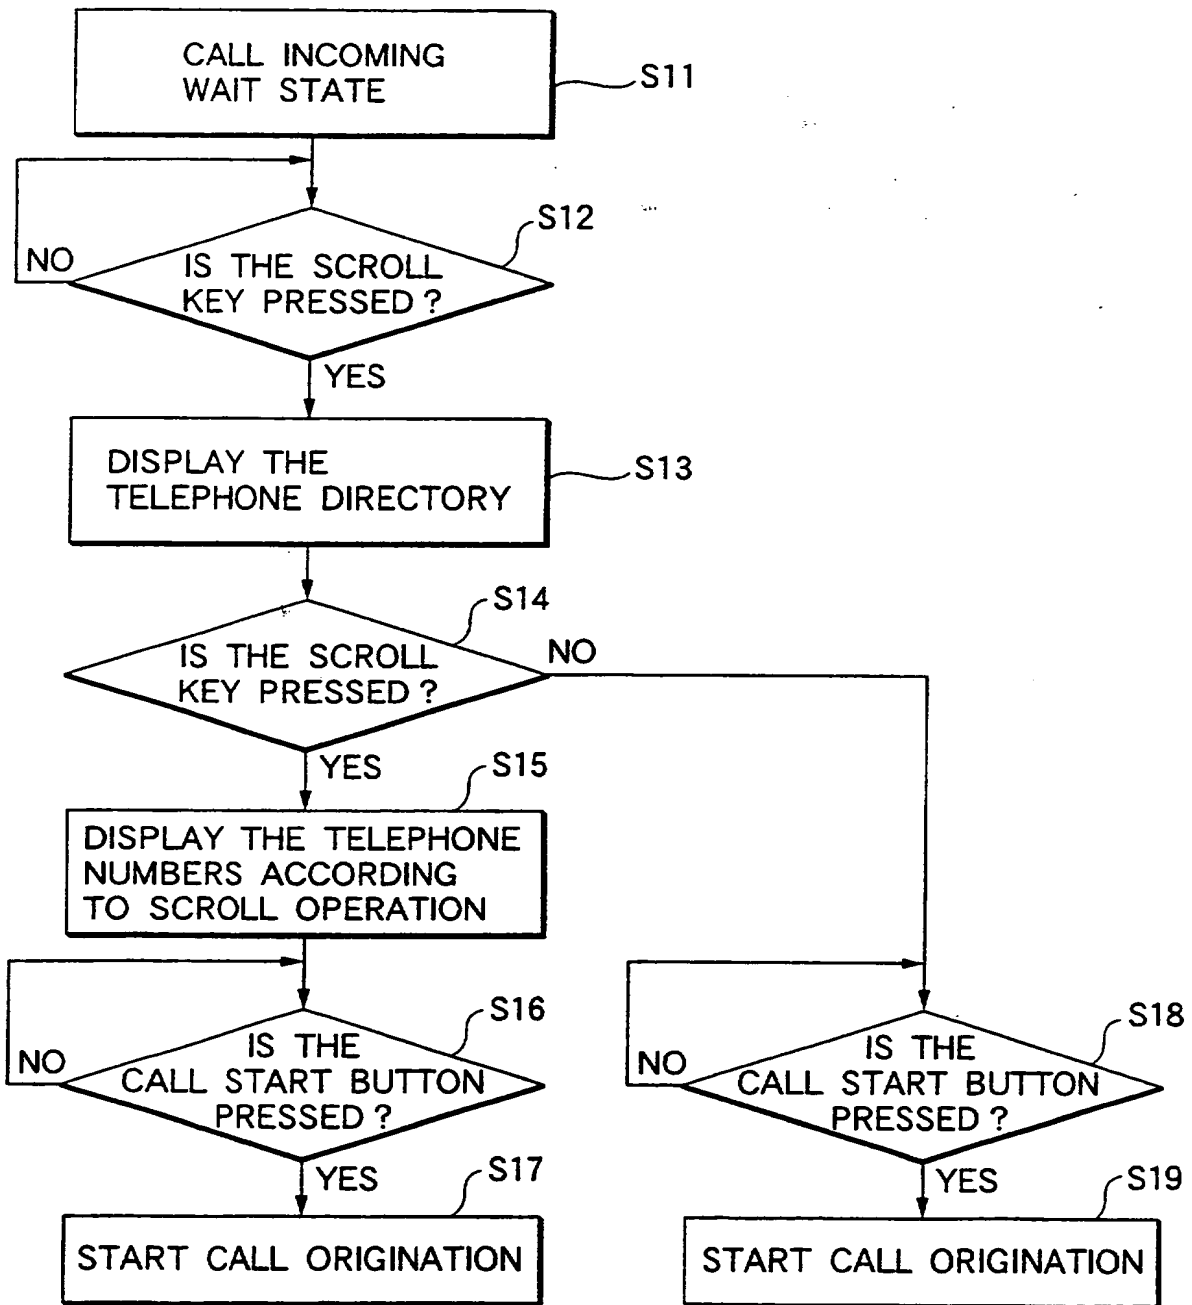 CALL INCOMING
WAIT STATE
S11
S12
NO
IS THE SCROLL
KEY PRESSED?
YES
DISPLAY THE
TELEPHONE DIRECTORY
S13
S14
IS THE SCROLL
KEY PRESSED?
NO
YES
S15
DISPLAY THE TELEPHONE
NUMBERS ACCORDING
TO SCROLL OPERATION
S16
NO
IS THE
CALL START BUTTON
PRESSED?
YES
S17
START CALL ORIGINATION
S18
NO
IS THE
CALL START BUTTON
PRESSED?
YES
S19
START CALL ORIGINATION